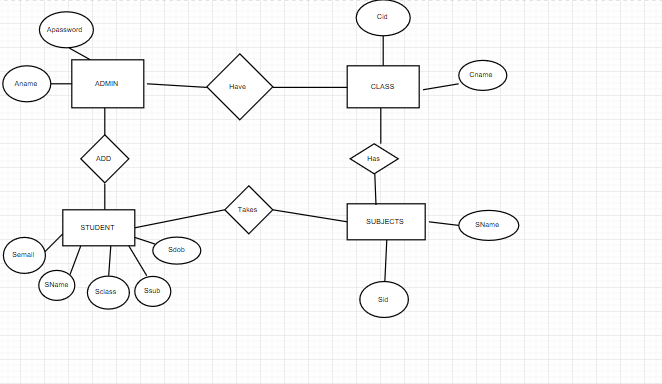 Cid
Apassword
Cname
Aname
ADMIN
Have
CLASS
ADD
Has
Takes
STUDENT
SUBJECTS
SName
Semail
Sdob
SName
Sclass
Ssub
Sid